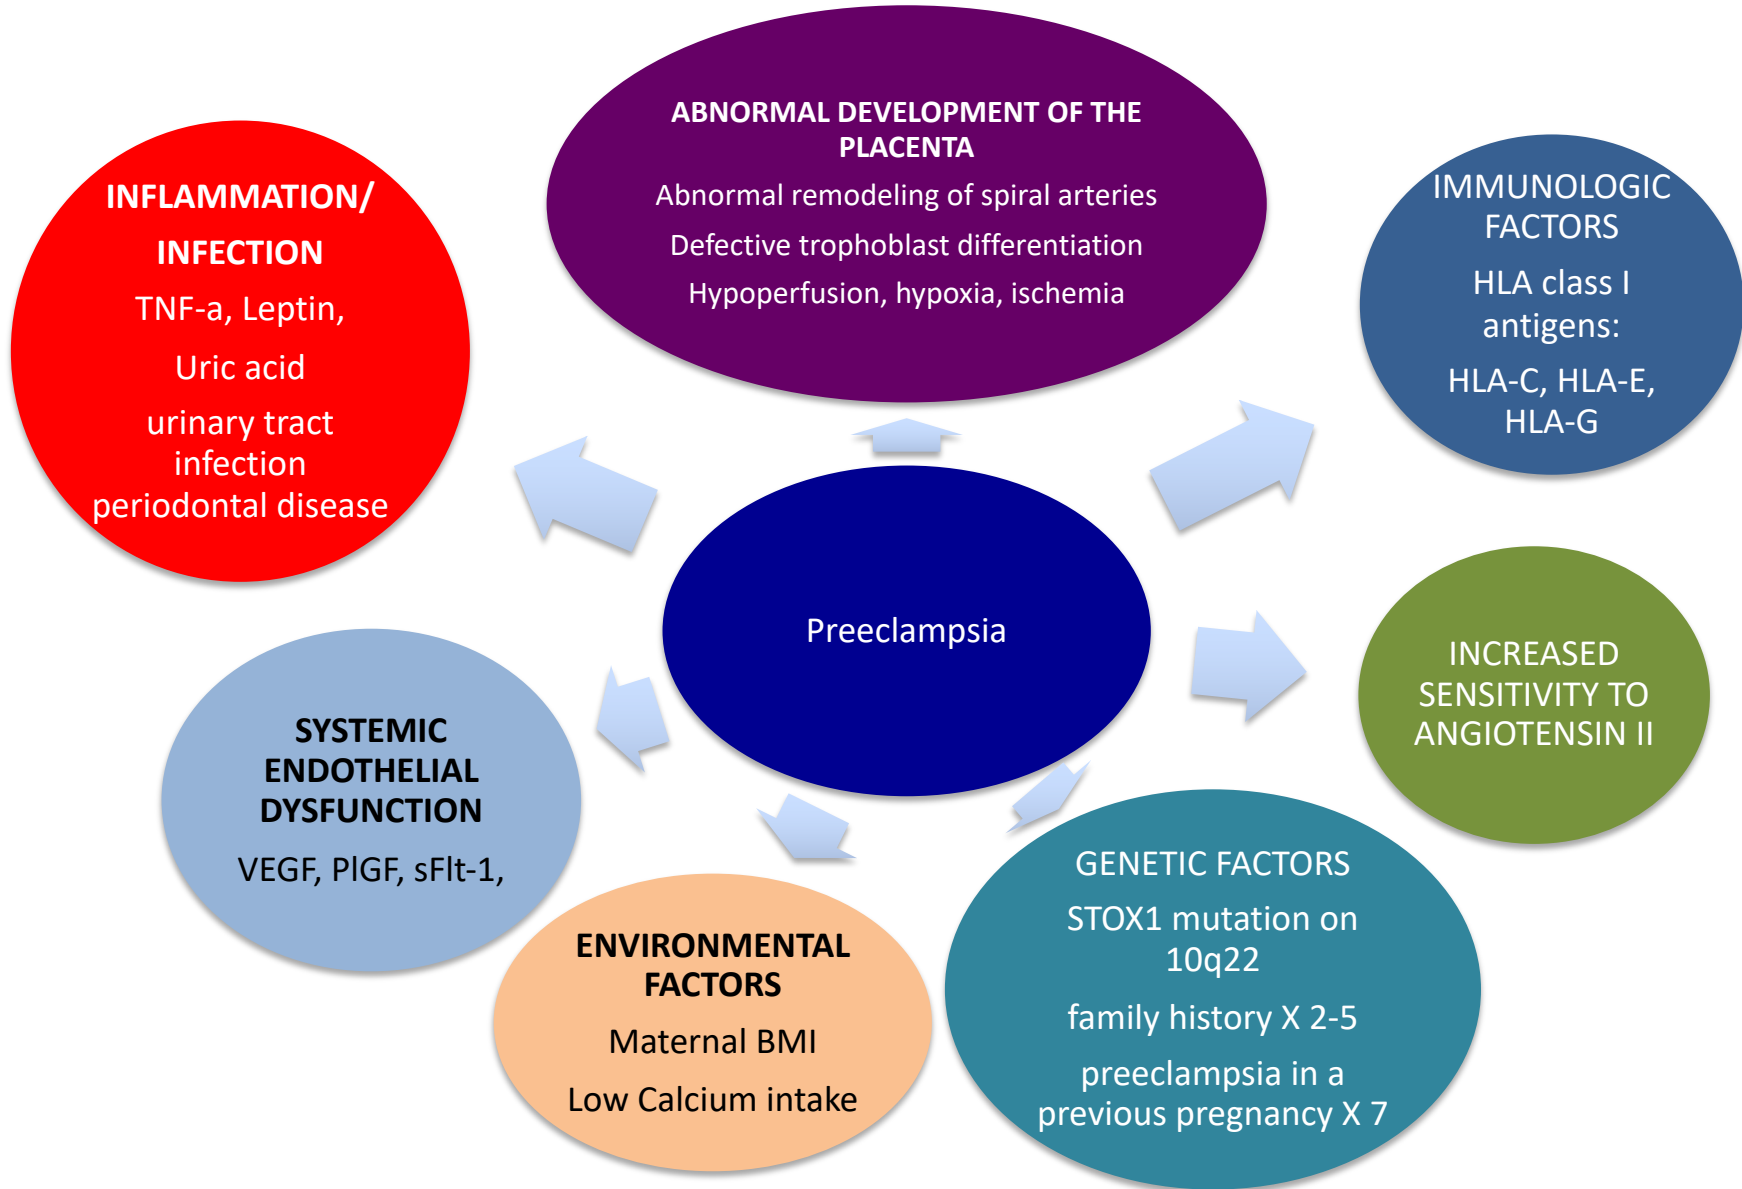 ABNORMAL DEVELOPMENT OF THE
PLACENTA
Abnormal remodeling of spiral arteries
Defective trophoblast differentiation
Hypoperfusion, hypoxia, ischemia
INFLAMMATION/
INFECTION
TNF-a, Leptin,
Uric acid
urinary tract
infection
periodontal disease
IMMUNOLOGIC
FACTORS
HLA class I
antigens:
HLA-C, HLA-E,
HLA-G
Preeclampsia
INCREASED
SENSITIVITY TO
ANGIOTENSIN II
SYSTEMIC
ENDOTHELIAL
DYSFUNCTION
VEGF, PlGF, sFlt-1,
ENVIRONMENTAL
FACTORS
Maternal BMI
Low Calcium intake
GENETIC FACTORS
STOX1 mutation on
10q22
family history X 2-5
preeclampsia in a
previous pregnancy X 7